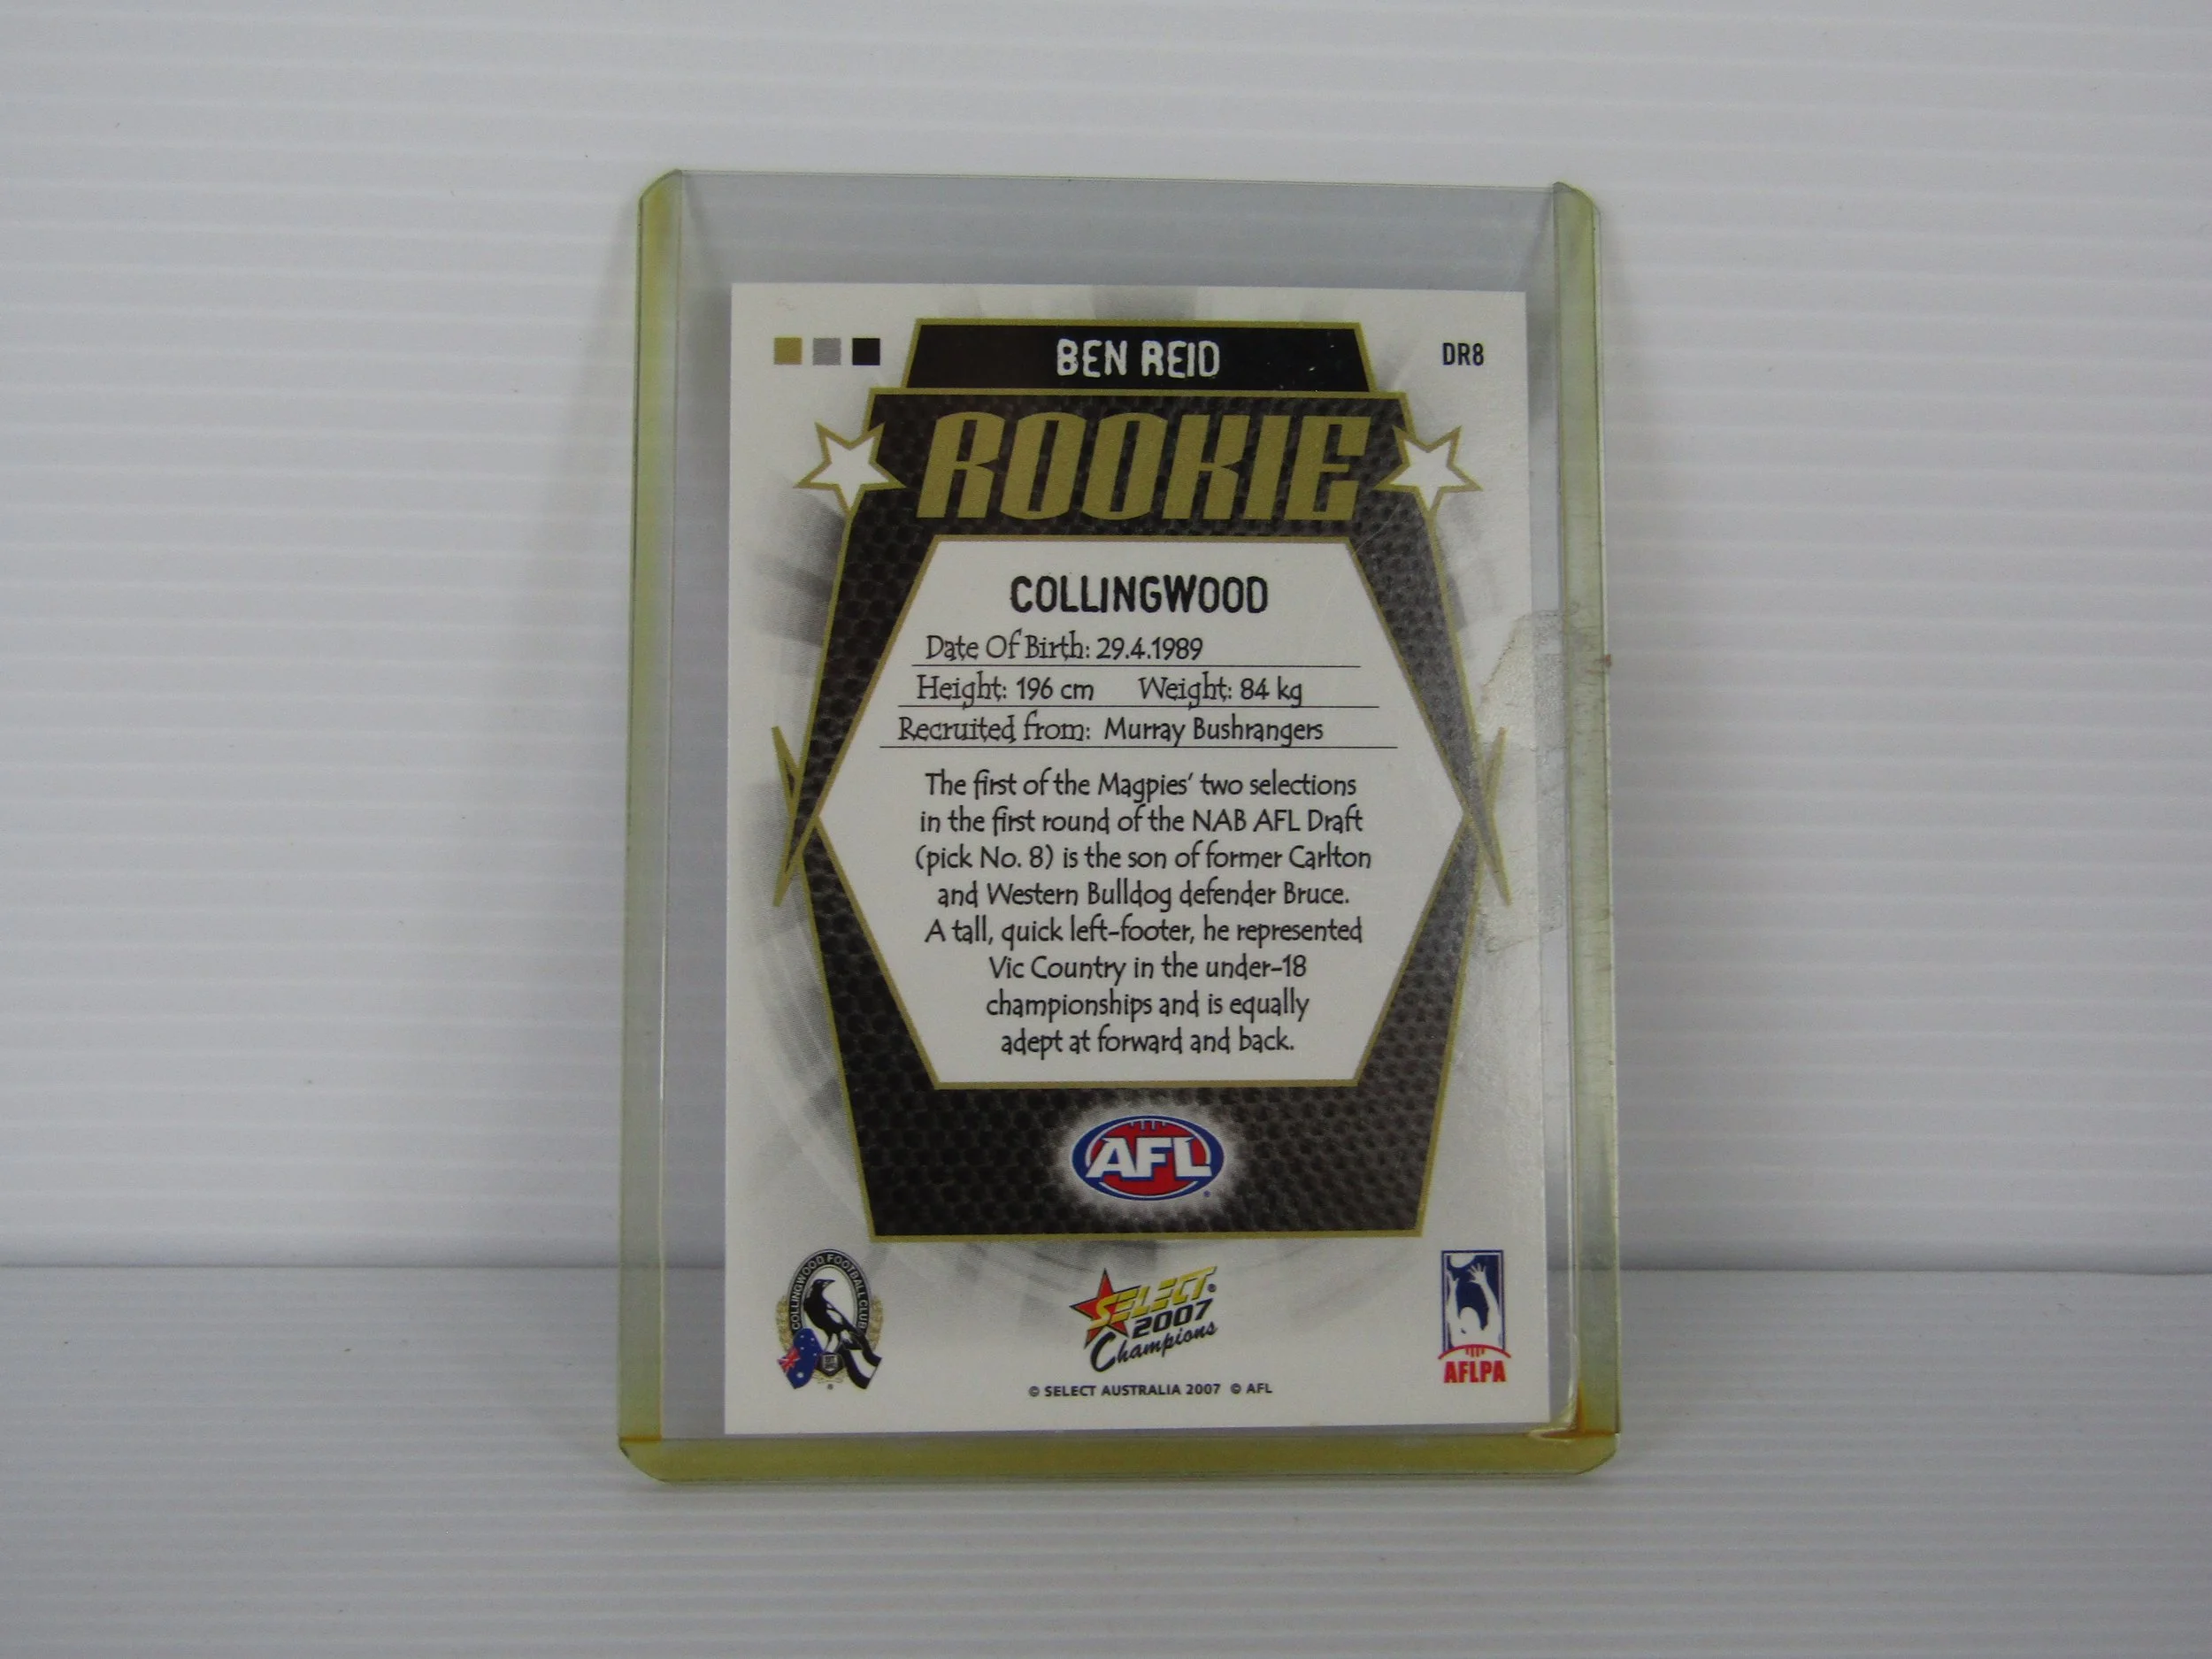 BEN REID
DR8
ROOKIE
COLLINGWOOD
Date Of Birth: 29.4.1989
Height: 196 cm Weight: 84 kg
Recruited from: Murray Bushrangers
The first of the Magpies' two selections
in the first round of the NAB AFL Draft
(pick No. 8) is the son of former Carlton
and Western Bulldog defender Bruce.
A tall, quick left-footer, he represented
Vic Country in the under-18
championships and is equally
adept at forward and back.
AFL
COLLINGWOOD FOOTBALL CLUB
SELECT
2007
Champions
AFLPA
© SELECT AUSTRALIA 2007 © AFL